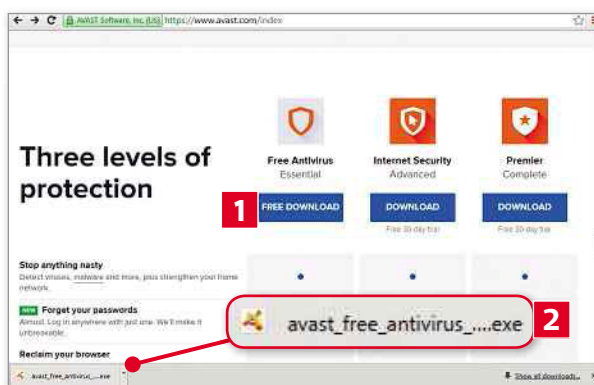 AVAST Software, Inc. [US] https://www.avast.com/index
Three levels of
protection
Free Antivirus
Essential
Internet Security
Advanced
Premier
Complete
1
FREE DOWNLOAD
DOWNLOAD
DOWNLOAD
Free 30-day trial
Free 30-day trial
Stop anything nasty
Detect viruses, malware and more, plus strengthen your home
network.
NEW Forget your passwords
Almost. Log in anywhere with just one. We'll make it
unbreakable.
Reclaim your browser
avast_free_antivirus_....exe
2
avast_free_antivirus_....exe
Show all downloads...